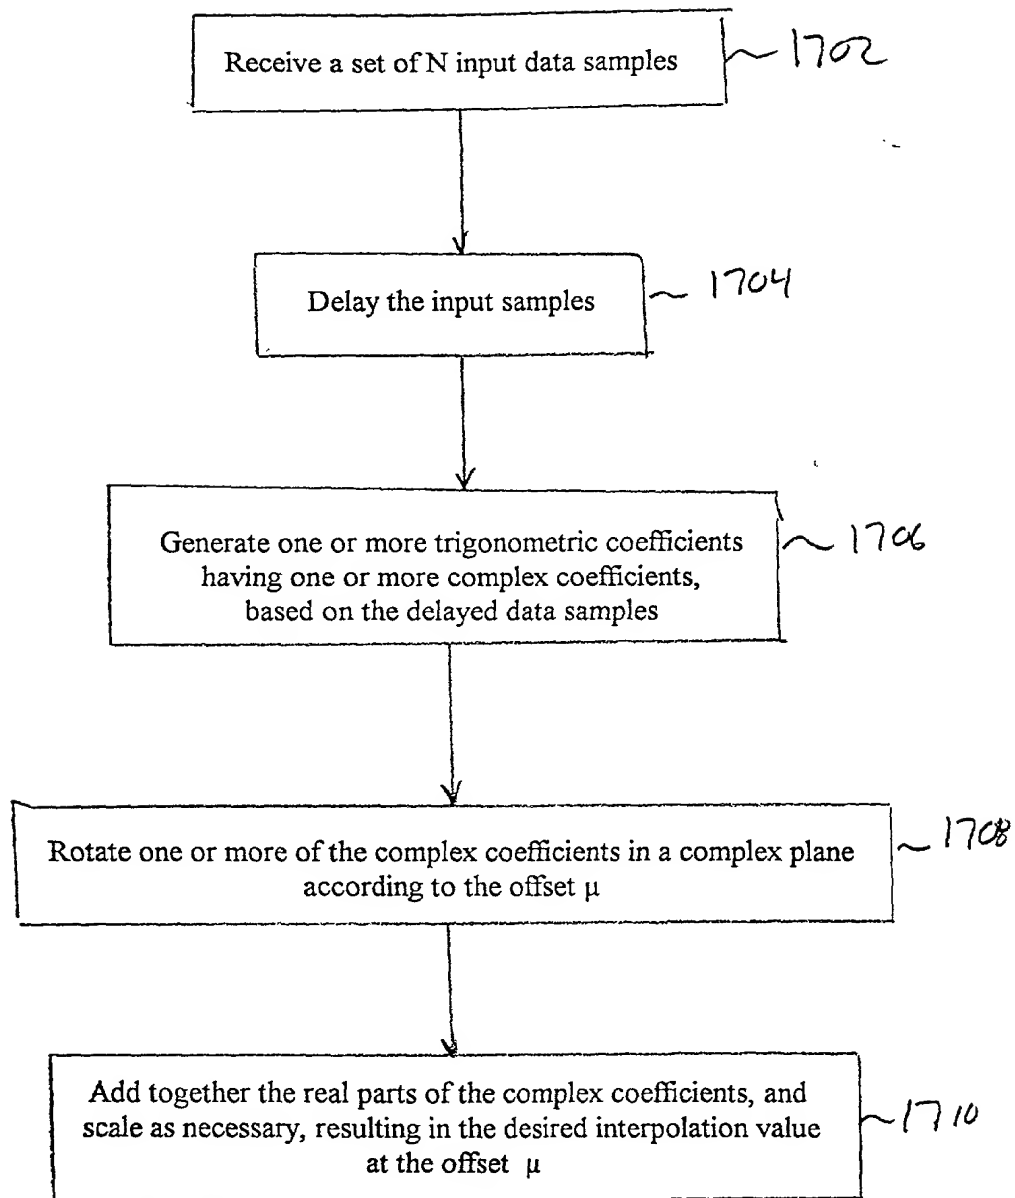 Receive a set of N input data samples
1702
Delay the input samples
1704
Generate one or more trigonometric coefficients
having one or more complex coefficients,
based on the delayed data samples
1706
Rotate one or more of the complex coefficients in a complex plane
according to the offset μ
1708
Add together the real parts of the complex coefficients, and
scale as necessary, resulting in the desired interpolation value
at the offset μ
1710